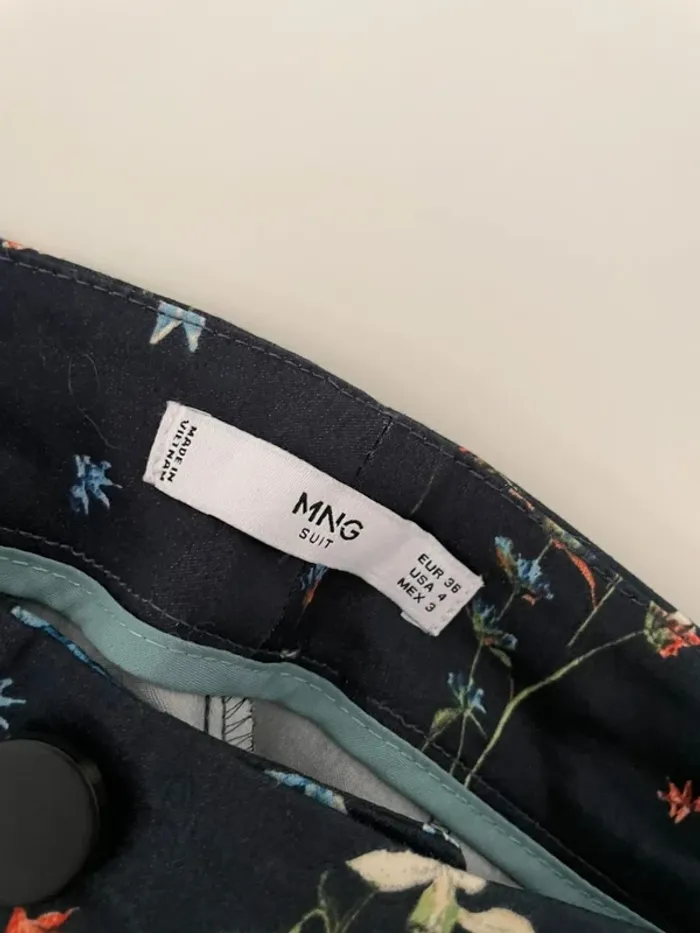 MADE IN
VIETNAM
MNG
SUIT
EUR 36
USA 4
MEX 3